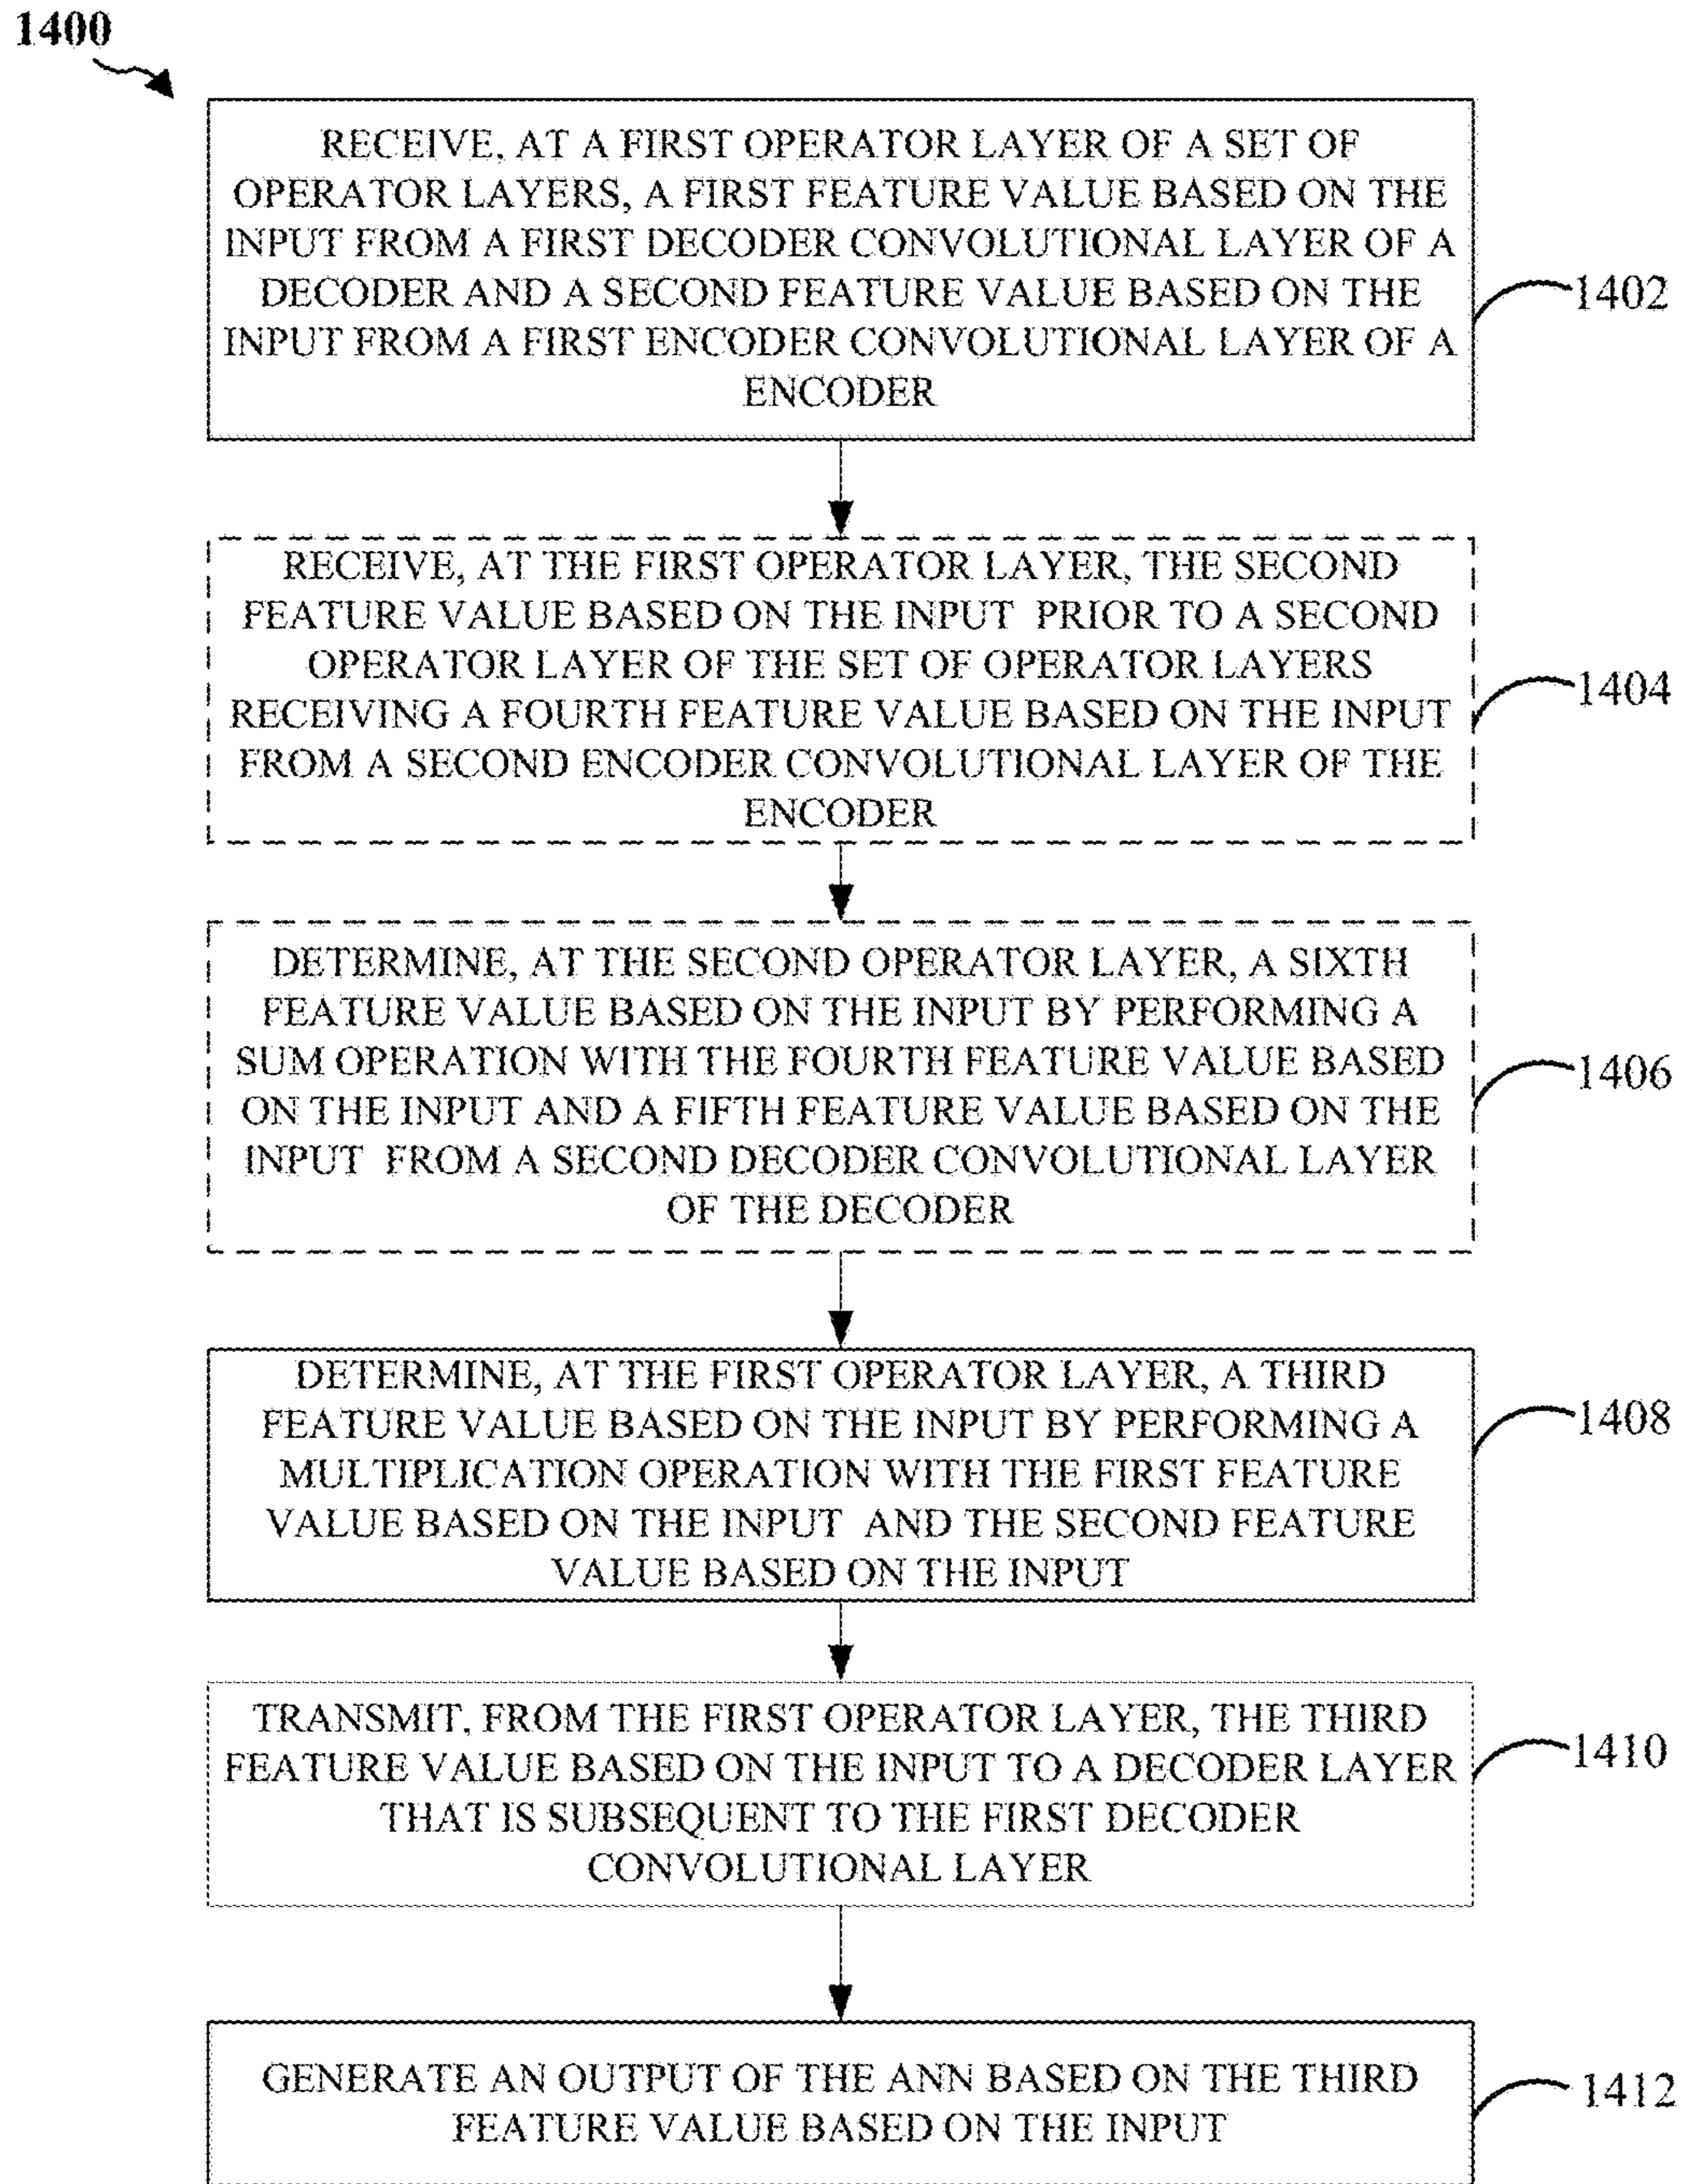 1400
RECEIVE, AT A FIRST OPERATOR LAYER OF A SET OF
OPERATOR LAYERS, A FIRST FEATURE VALUE BASED ON THE
INPUT FROM A FIRST DECODER CONVOLUTIONAL LAYER OF A
DECODER AND A SECOND FEATURE VALUE BASED ON THE
INPUT FROM A FIRST ENCODER CONVOLUTIONAL LAYER OF A
ENCODER
1402
RECEIVE, AT THE FIRST OPERATOR LAYER, THE SECOND
FEATURE VALUE BASED ON THE INPUT PRIOR TO A SECOND
OPERATOR LAYER OF THE SET OF OPERATOR LAYERS
RECEIVING A FOURTH FEATURE VALUE BASED ON THE INPUT
FROM A SECOND ENCODER CONVOLUTIONAL LAYER OF THE
ENCODER
1404
DETERMINE, AT THE SECOND OPERATOR LAYER, A SIXTH
FEATURE VALUE BASED ON THE INPUT BY PERFORMING A
SUM OPERATION WITH THE FOURTH FEATURE VALUE BASED
ON THE INPUT AND A FIFTH FEATURE VALUE BASED ON THE
INPUT FROM A SECOND DECODER CONVOLUTIONAL LAYER
OF THE DECODER
1406
DETERMINE, AT THE FIRST OPERATOR LAYER, A THIRD
FEATURE VALUE BASED ON THE INPUT BY PERFORMING A
MULTIPLICATION OPERATION WITH THE FIRST FEATURE
VALUE BASED ON THE INPUT AND THE SECOND FEATURE
VALUE BASED ON THE INPUT
1408
TRANSMIT, FROM THE FIRST OPERATOR LAYER, THE THIRD
FEATURE VALUE BASED ON THE INPUT TO A DECODER LAYER
THAT IS SUBSEQUENT TO THE FIRST DECODER
CONVOLUTIONAL LAYER
1410
GENERATE AN OUTPUT OF THE ANN BASED ON THE THIRD
FEATURE VALUE BASED ON THE INPUT
1412